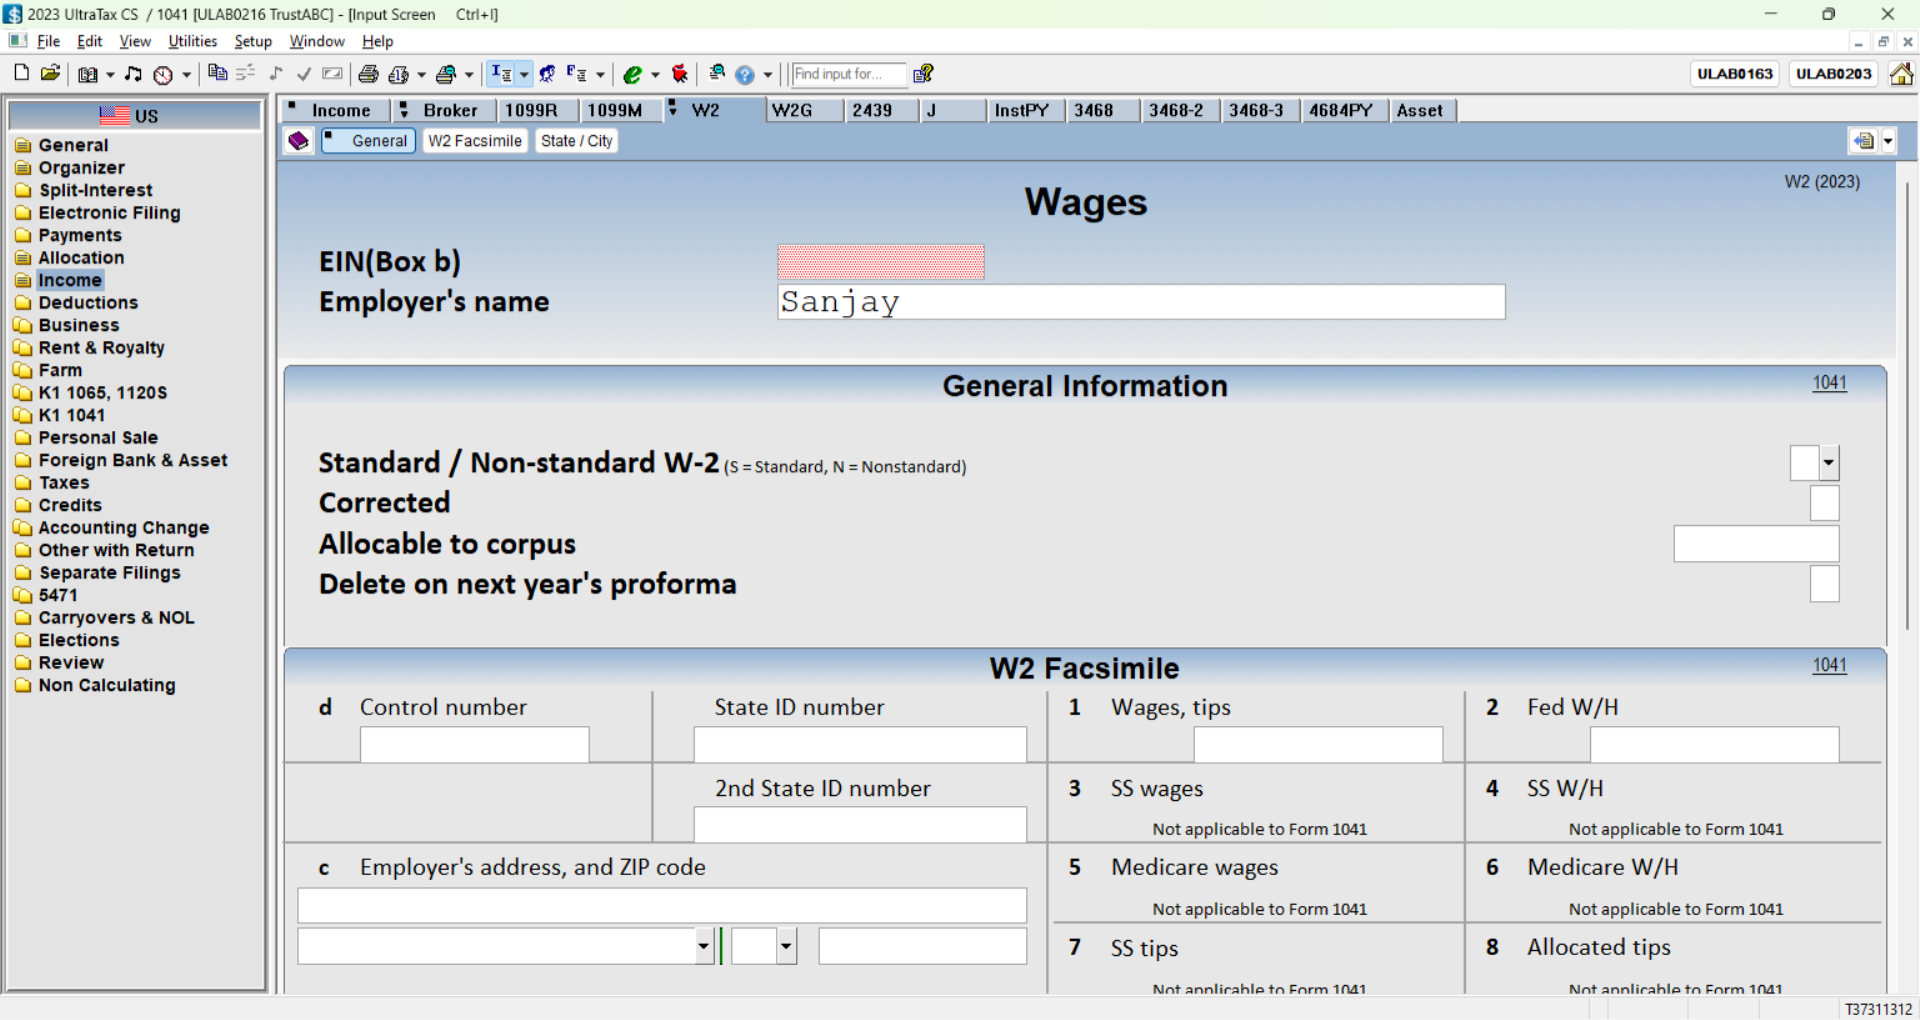 2023 UltraTax CS / 1041 [ULAB0216 TrustABC] - [Input Screen Ctrl+I]
File Edit View Utilities Setup Window Help
Find input for...
ULAB0163 ULAB0203
US
General
Organizer
Split-Interest
Electronic Filing
Payments
Allocation
Income
Deductions
Business
Rent & Royalty
Farm
K1 1065, 1120S
K1 1041
Personal Sale
Foreign Bank & Asset
Taxes
Credits
Accounting Change
Other with Return
Separate Filings
5471
Carryovers & NOL
Elections
Review
Non Calculating
Income Broker 1099R 1099M W2 W2G 2439 J InstPY 3468 3468-2 3468-3 4684PY Asset
General W2 Facsimile State / City
W2 (2023)
Wages
EIN(Box b)
Employer's name Sanjay
General Information 1041
Standard / Non-standard W-2 (S = Standard, N = Nonstandard)
Corrected
Allocable to corpus
Delete on next year's proforma
W2 Facsimile 1041
d Control number State ID number 1 Wages, tips 2 Fed W/H
2nd State ID number 3 SS wages 4 SS W/H
Not applicable to Form 1041 Not applicable to Form 1041
c Employer's address, and ZIP code 5 Medicare wages 6 Medicare W/H
Not applicable to Form 1041 Not applicable to Form 1041
7 SS tips 8 Allocated tips
Not applicable to Form 1041 Not applicable to Form 1041
T37311312